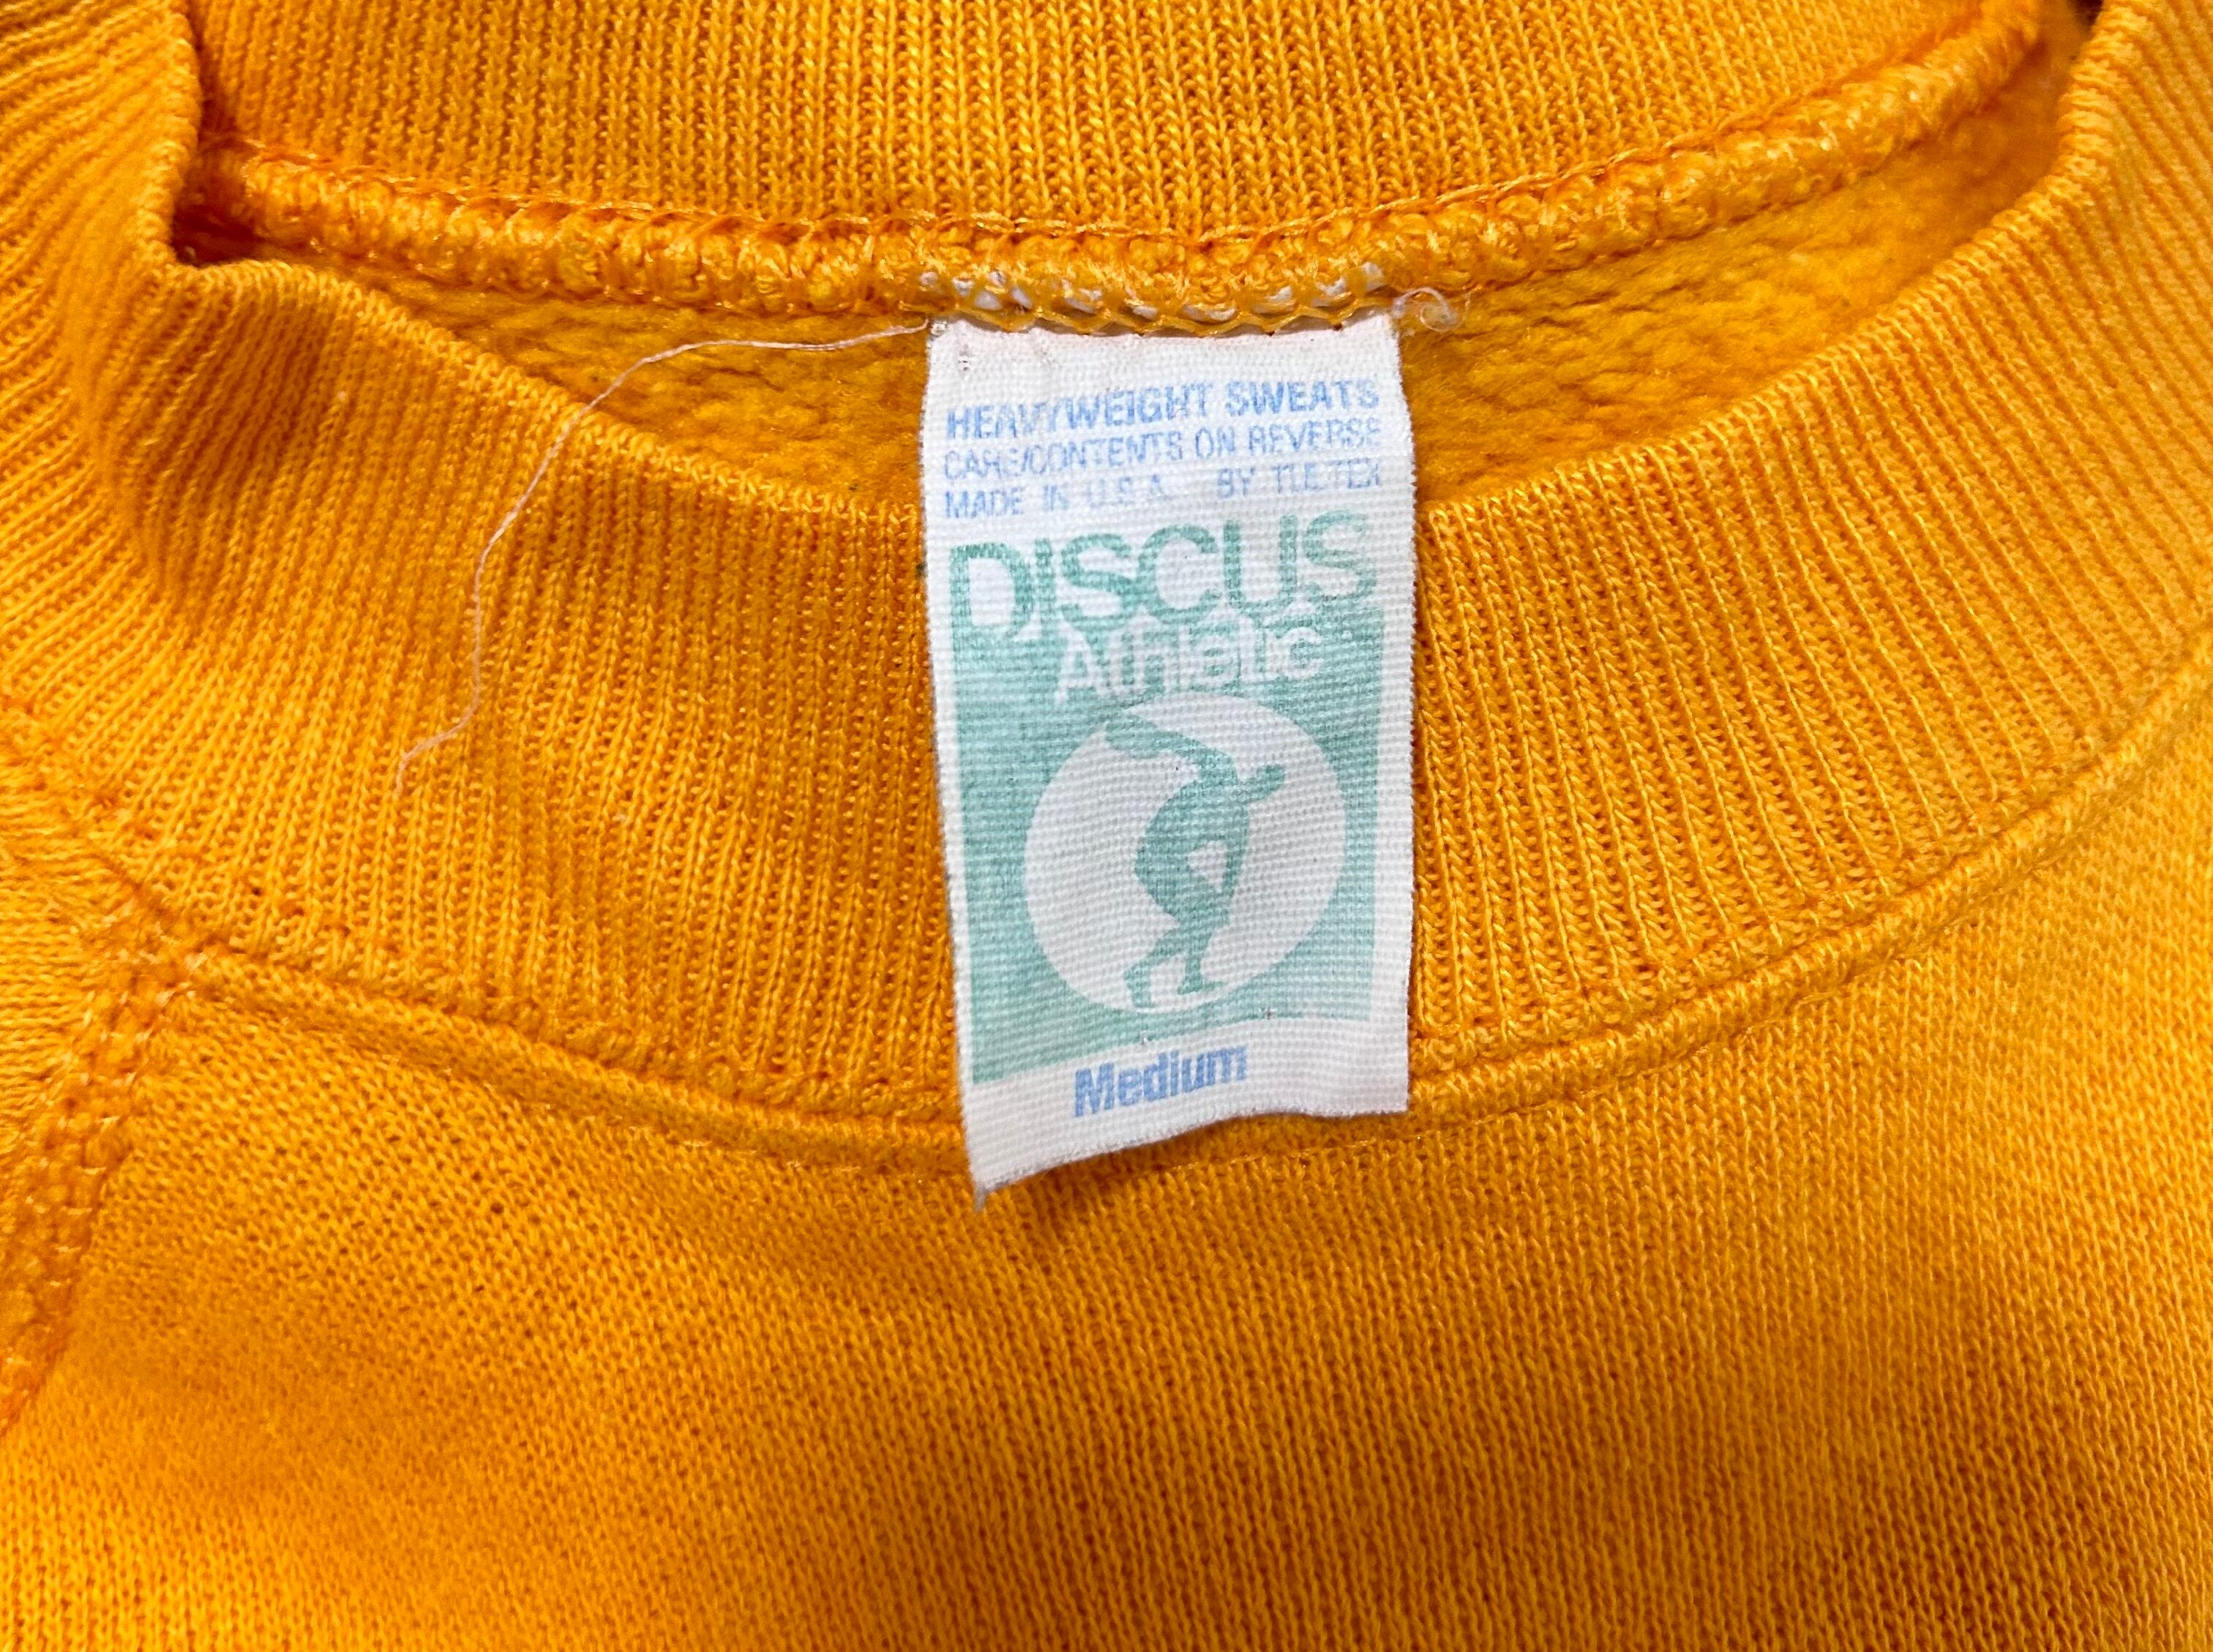 HEAVYWEIGHT SWEATS
CARE/CONTENTS ON REVERSE
MADE IN U.S.A. BY TULTEX
DISCUS
Athletic
Medium